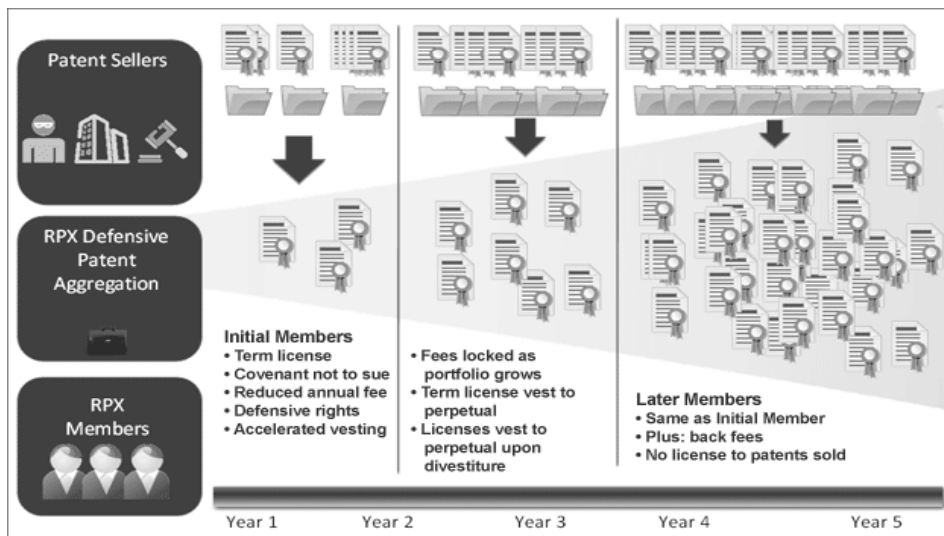 Patent Sellers
RPX Defensive
Patent
Aggregation
RPX
Members
Initial Members
• Term license
• Covenant not to sue
• Reduced annual fee
• Defensive rights
• Accelerated vesting
• Fees locked as
portfolio grows
• Term license vest to
perpetual
• Licenses vest to
perpetual upon
divestiture
Later Members
• Same as Initial Member
• Plus: back fees
• No license to patents sold
Year 1
Year 2
Year 3
Year 4
Year 5